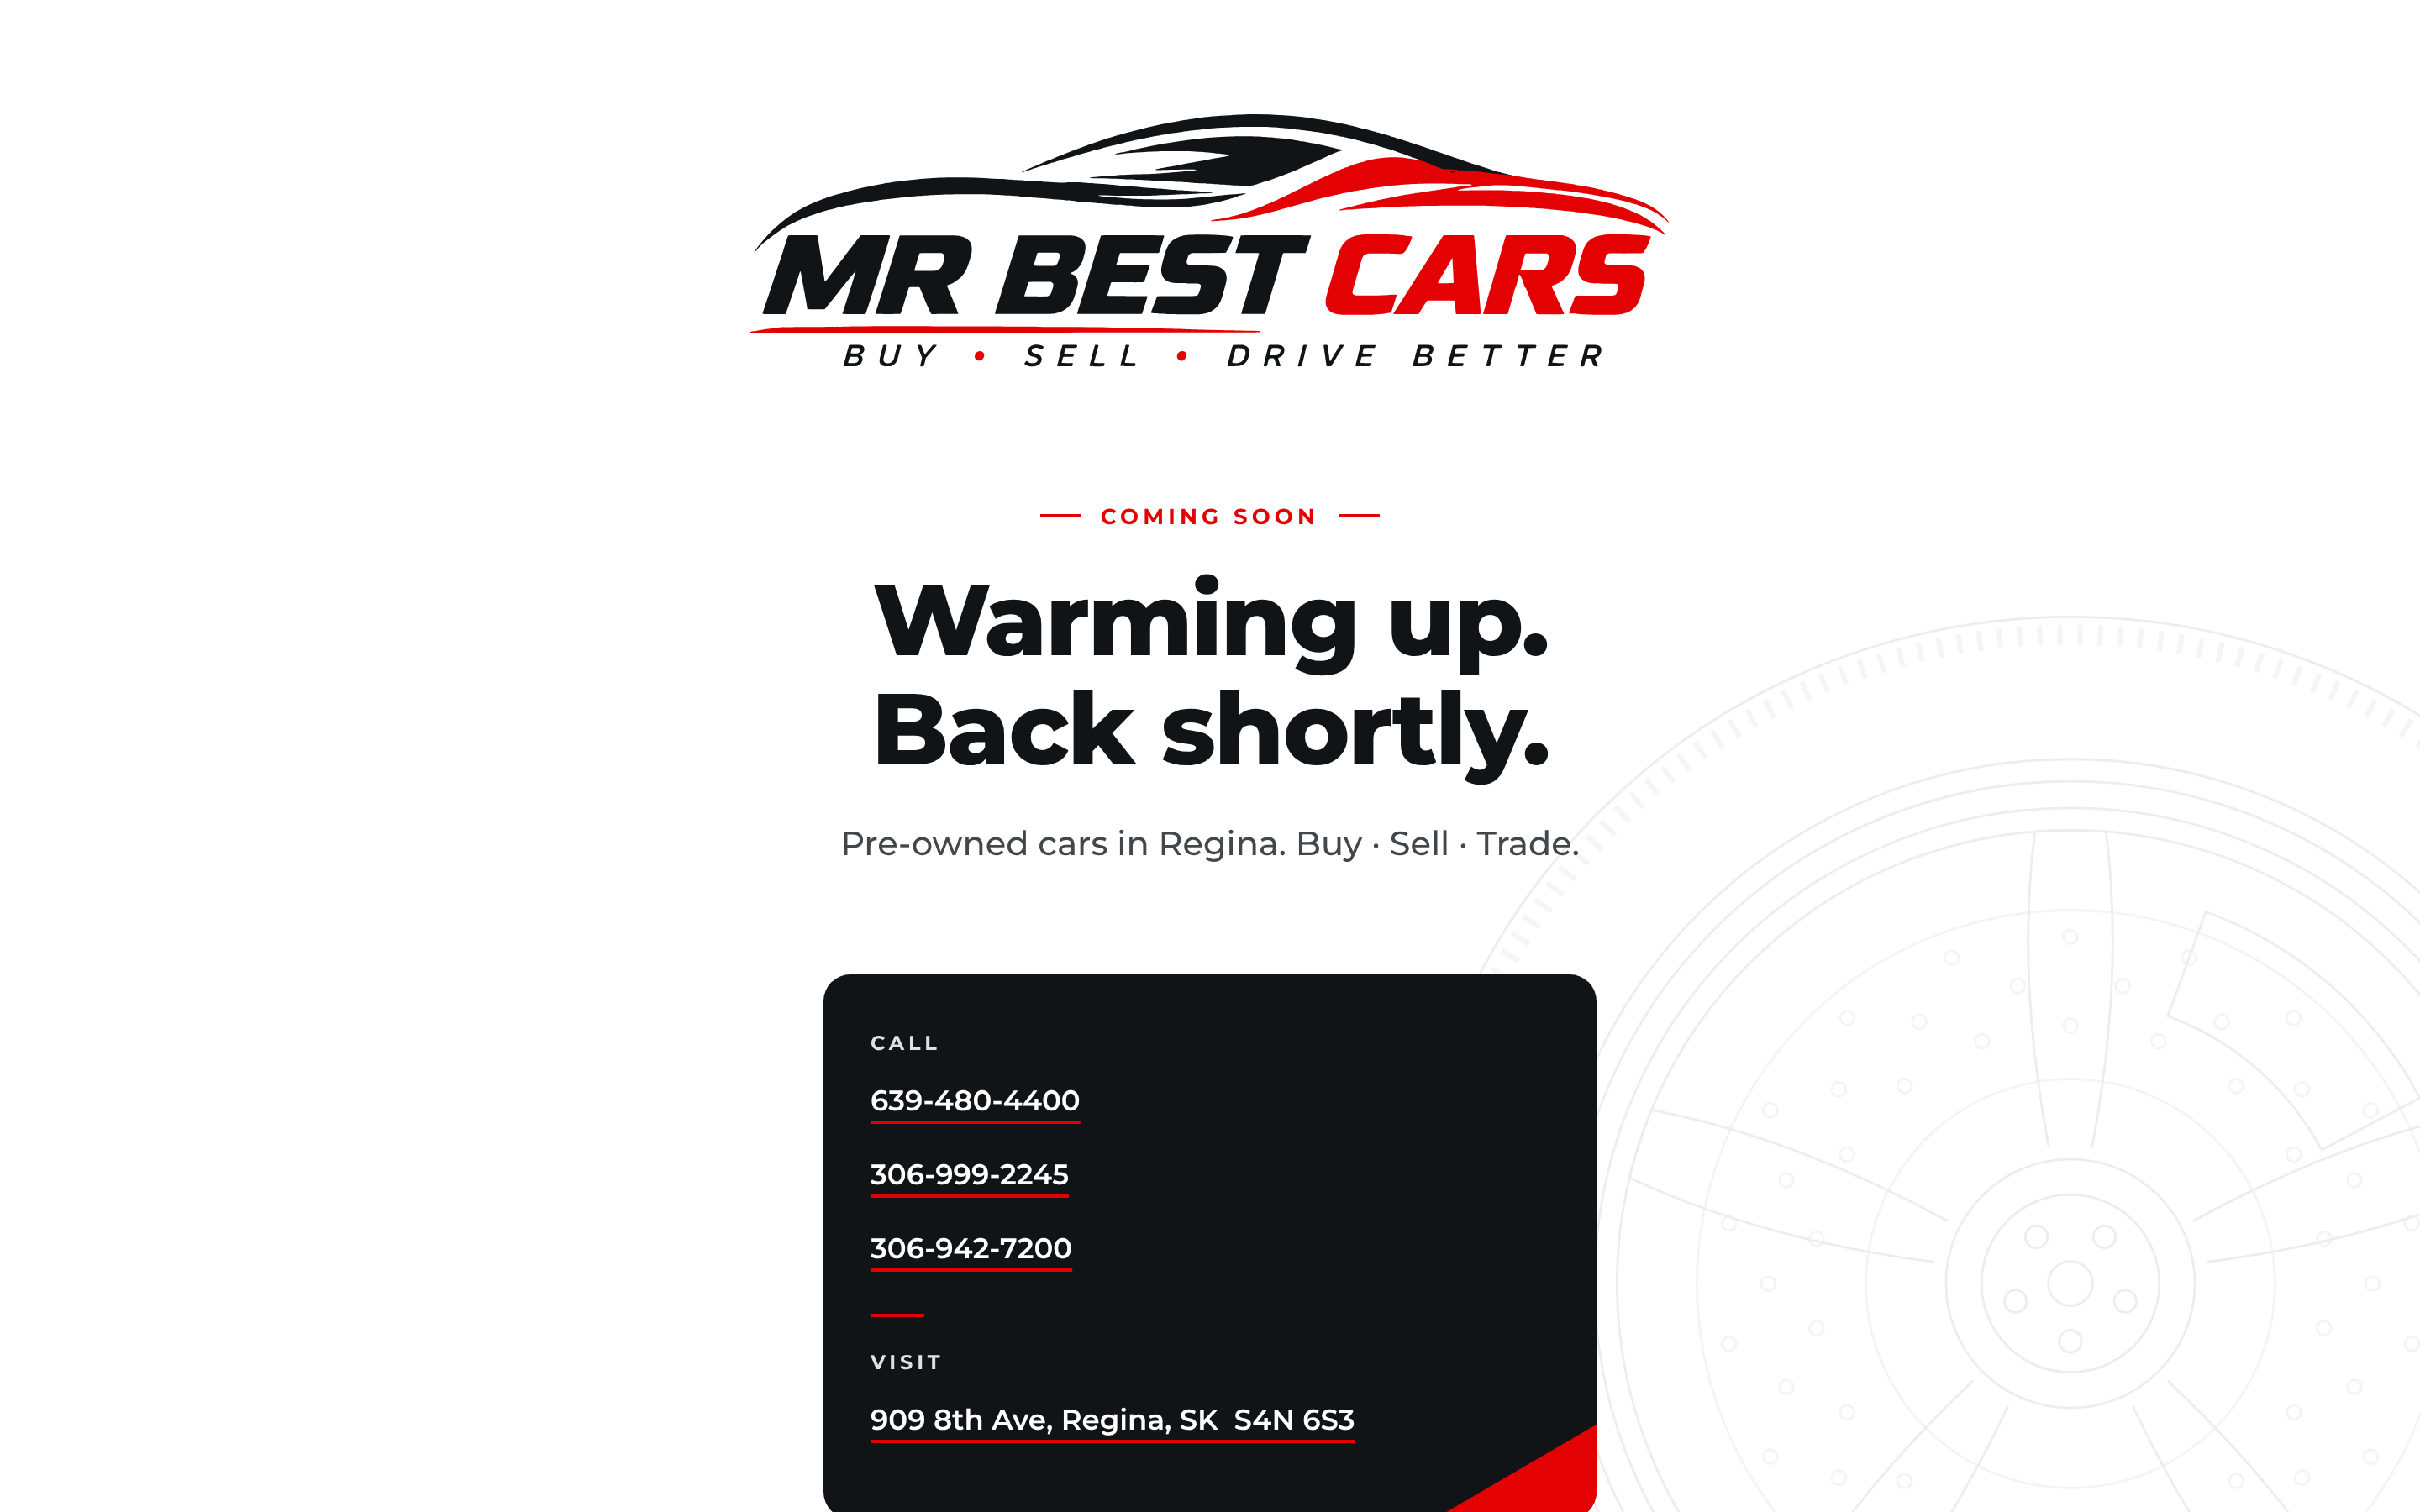 MR BEST CARS
BUY • SELL • DRIVE BETTER
COMING SOON
Warming up.
Back shortly.
Pre-owned cars in Regina. Buy · Sell · Trade.
CALL
639-480-4400
306-999-2245
306-942-7200
VISIT
909 8th Ave, Regina, SK  S4N 6S3